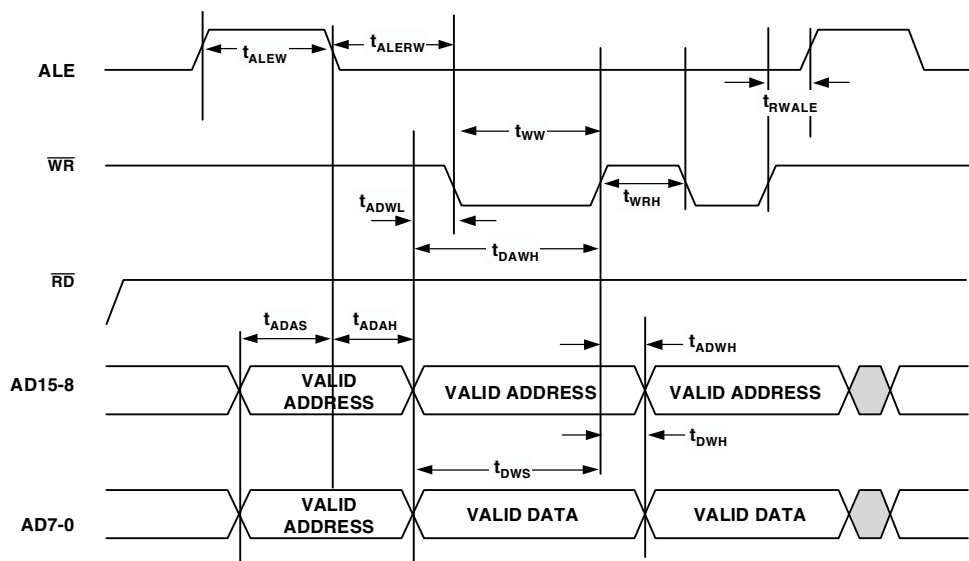 ALE
tALEW
tALERW
tRWALE
tWW
WR
tWRH
tADWL
tDAWH
RD
tADAS
tADAH
tADWH
AD15-8
VALID
ADDRESS
VALID ADDRESS
VALID ADDRESS
tDWH
tDWS
AD7-0
VALID
ADDRESS
VALID DATA
VALID DATA